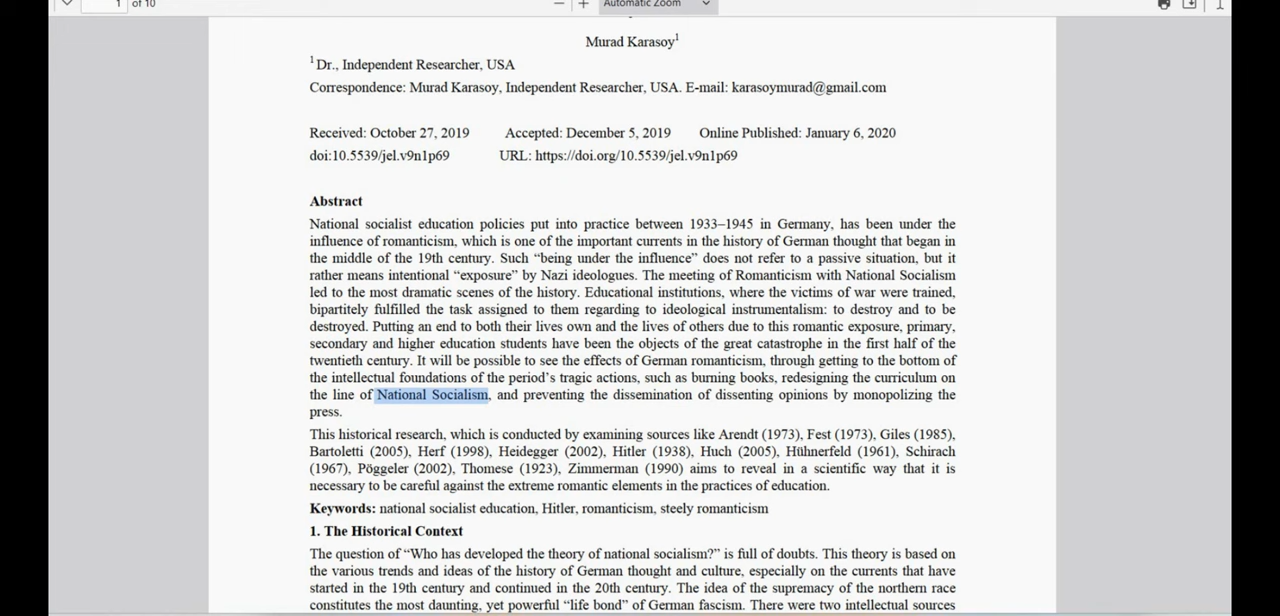 1 of 10
Automatic Zoom
Murad Karasoy1
1 Dr., Independent Researcher, USA
Correspondence: Murad Karasoy, Independent Researcher, USA. E-mail: karasoymurad@gmail.com
Received: October 27, 2019 Accepted: December 5, 2019 Online Published: January 6, 2020
doi:10.5539/jel.v9n1p69 URL: https://doi.org/10.5539/jel.v9n1p69
Abstract
National socialist education policies put into practice between 1933–1945 in Germany, has been under the
influence of romanticism, which is one of the important currents in the history of German thought that began in
the middle of the 19th century. Such “being under the influence” does not refer to a passive situation, but it
rather means intentional “exposure” by Nazi ideologues. The meeting of Romanticism with National Socialism
led to the most dramatic scenes of the history. Educational institutions, where the victims of war were trained,
bipartitely fulfilled the task assigned to them regarding to ideological instrumentalism: to destroy and to be
destroyed. Putting an end to both their lives own and the lives of others due to this romantic exposure, primary,
secondary and higher education students have been the objects of the great catastrophe in the first half of the
twentieth century. It will be possible to see the effects of German romanticism, through getting to the bottom of
the intellectual foundations of the period’s tragic actions, such as burning books, redesigning the curriculum on
the line of National Socialism, and preventing the dissemination of dissenting opinions by monopolizing the
press.
This historical research, which is conducted by examining sources like Arendt (1973), Fest (1973), Giles (1985),
Bartoletti (2005), Herf (1998), Heidegger (2002), Hitler (1938), Huch (2005), Hühnerfeld (1961), Schirach
(1967), Pöggeler (2002), Thomese (1923), Zimmerman (1990) aims to reveal in a scientific way that it is
necessary to be careful against the extreme romantic elements in the practices of education.
Keywords: national socialist education, Hitler, romanticism, steely romanticism
1. The Historical Context
The question of “Who has developed the theory of national socialism?” is full of doubts. This theory is based on
the various trends and ideas of the history of German thought and culture, especially on the currents that have
started in the 19th century and continued in the 20th century. The idea of the supremacy of the northern race
constitutes the most daunting, yet powerful “life bond” of German fascism. There were two intellectual sources